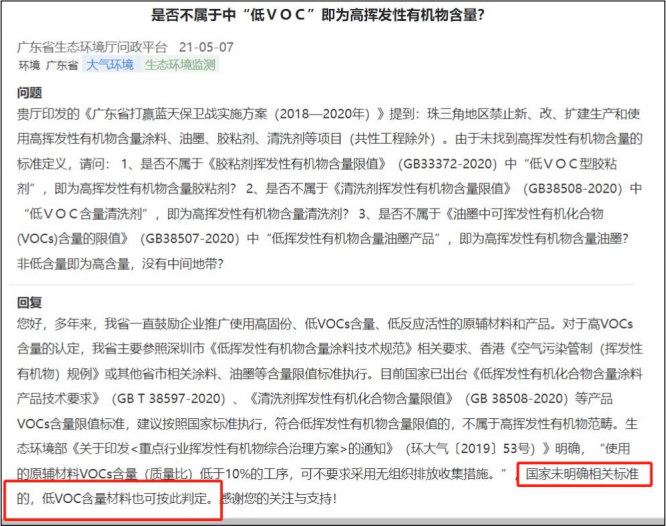 是否不属于中“低ＶＯＣ”即为高挥发性有机物含量？
广东省生态环境厅问政平台 21-05-07
环境 广东省 大气环境 生态环境监测
问题
贵厅印发的《广东省打赢蓝天保卫战实施方案（2018—2020年）》提到：珠三角地区禁止新、改、扩建生产和使
用高挥发性有机物含量涂料、油墨、胶粘剂、清洗剂等项目（共性工程除外）。由于未找到高挥发性有机物含量的
标准定义，请问： 1、是否不属于《胶粘剂挥发性有机物含量限值》（GB33372-2020）中“低ＶＯＣ型胶粘
剂”，即为高挥发性有机物含量胶粘剂？ 2、是否不属于《清洗剂挥发性有机物含量限值》（GB38508-2020）中
“低ＶＯＣ含量清洗剂”，即为高挥发性有机物含量清洗剂？ 3、是否不属于《油墨中可挥发性有机化合物
(VOCs)含量的限值》（GB38507-2020）中“低挥发性有机物含量油墨产品”，即为高挥发性有机物含量油墨？
非低含量即为高含量，没有中间地带？
回复
您好，多年来，我省一直鼓励企业推广使用高固份、低VOCs含量、低反应活性的原辅材料和产品。对于高VOCs
含量的认定，我省主要参照深圳市《低挥发性有机物含量涂料技术规范》相关要求、香港《空气污染管制（挥发性
有机物）规例》或其他省市相关涂料、油墨等含量限值标准执行。目前国家已出台《低挥发性有机化合物含量涂料
产品技术要求》（GB T 38597-2020）、《清洗剂挥发性有机化合物含量限值》（GB 38508-2020）等产品
VOCs含量限值标准，建议按照国家标准执行，符合低挥发性有机物含量限值的，不属于高挥发有机物范畴。生
态环境部《关于印发<重点行业挥发性有机物综合治理方案>的通知》（环大气〔2019〕53号）》明确，“使用
的原辅材料VOCs含量（质量比）低于10%的工序，可不要求采用无组织排放收集措施。”，国家未明确相关标准
的，低VOC含量材料也可按此判定。感谢您的关注与支持！